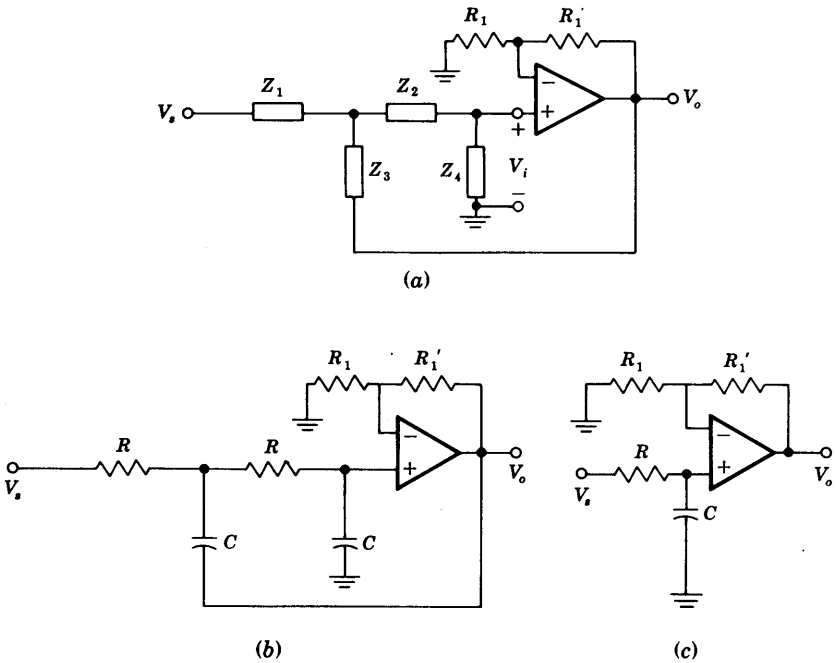 R₁ R₁'
Z₁ Z₂
Vₛ − Vₒ
+
+
Z₃ Z₄ Vᵢ
−
(a)
R₁ R₁'
R R −
Vₛ + Vₒ
C C
(b)
R₁ R₁'
R −
Vₛ + Vₒ
C
(c)